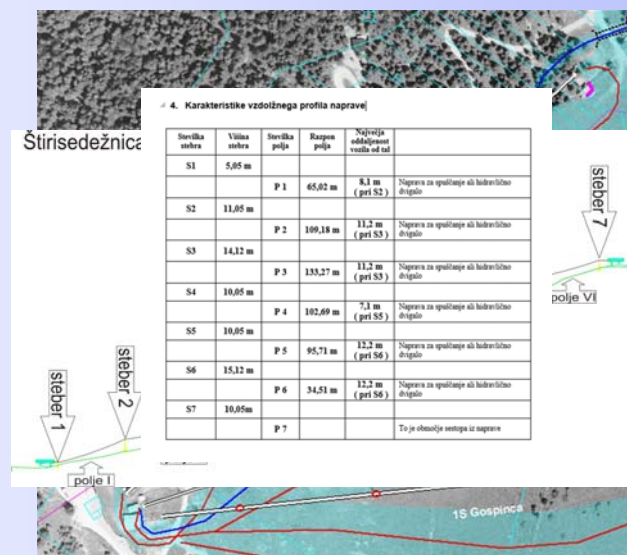 4. Karakteristike vzdolžnega profila naprave
Štirisedežnica
Številka stebra | Višina stebra | Številka polja | Razpon polja | Največja oddaljenost vozila od tal
S1 | 5,05 m
P 1 | 65,02 m | 8,1 m ( pri S2 ) | Naprava za spuščanje ali hidravlično dvigalo
S2 | 11,05 m
P 2 | 109,18 m | 11,2 m ( pri S3 ) | Naprava za spuščanje ali hidravlično dvigalo
S3 | 14,12 m
P 3 | 133,27 m | 11,2 m ( pri S3 ) | Naprava za spuščanje ali hidravlično dvigalo
S4 | 10,05 m
P 4 | 102,69 m | 7,1 m ( pri S5 ) | Naprava za spuščanje ali hidravlično dvigalo
S5 | 10,05 m
P 5 | 95,71 m | 12,2 m ( pri S6 ) | Naprava za spuščanje ali hidravlično dvigalo
S6 | 15,12 m
P 6 | 34,51 m | 12,2 m ( pri S6 ) | Naprava za spuščanje ali hidravlično dvigalo
S7 | 10,05m
P 7 | To je območje sestopa iz naprave
steber 7
polje VI
steber 1
steber 2
polje I
1S Gospinca